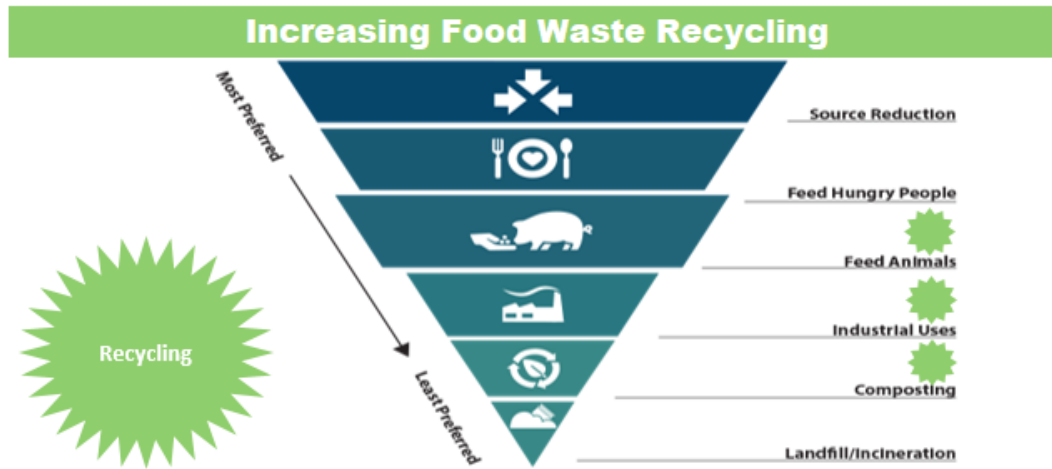 Increasing Food Waste Recycling
Most Preferred
Source Reduction
Feed Hungry People
Feed Animals
Industrial Uses
Recycling
Composting
Least Preferred
Landfill/Incineration